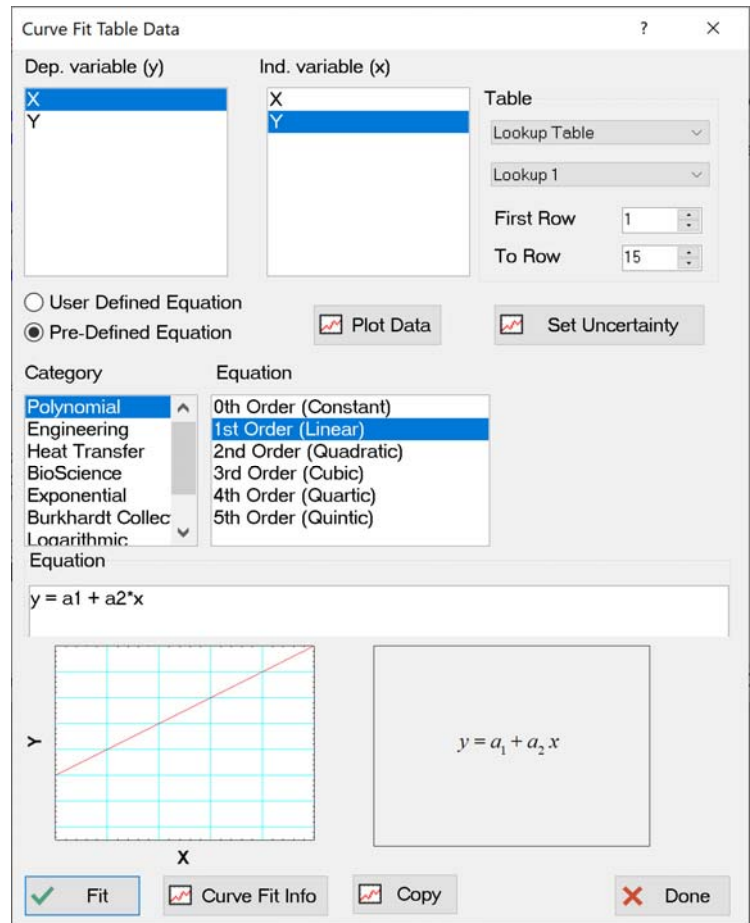 Curve Fit Table Data ? ×
Dep. variable (y) Ind. variable (x)
X X Table
Y Y
Lookup Table
Lookup 1
First Row 1
To Row 15
User Defined Equation
Pre-Defined Equation Plot Data Set Uncertainty
Category Equation
Polynomial 0th Order (Constant)
Engineering 1st Order (Linear)
Heat Transfer 2nd Order (Quadratic)
BioScience 3rd Order (Cubic)
Exponential 4th Order (Quartic)
Burkhardt Collec 5th Order (Quintic)
Logarithmic
Equation
y = a1 + a2*x
Y y = a₁ + a₂ x
X
Fit Curve Fit Info Copy Done